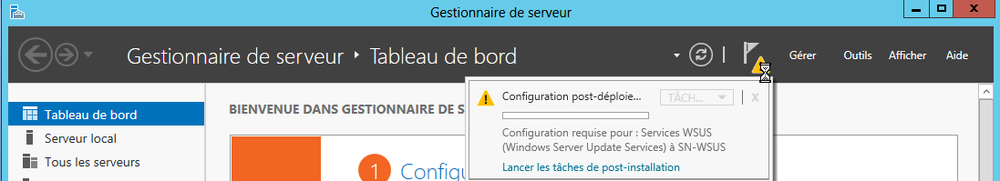 Gestionnaire de serveur
Gestionnaire de serveur ‣ Tableau de bord
Gérer
Outils
Afficher
Aide
Tableau de bord
Serveur local
Tous les serveurs
BIENVENUE DANS GESTIONNAIRE DE S
1
Config
Configuration post-déploie...
TÂCH...
X
Configuration requise pour : Services WSUS
(Windows Server Update Services) à SN-WSUS
Lancer les tâches de post-installation